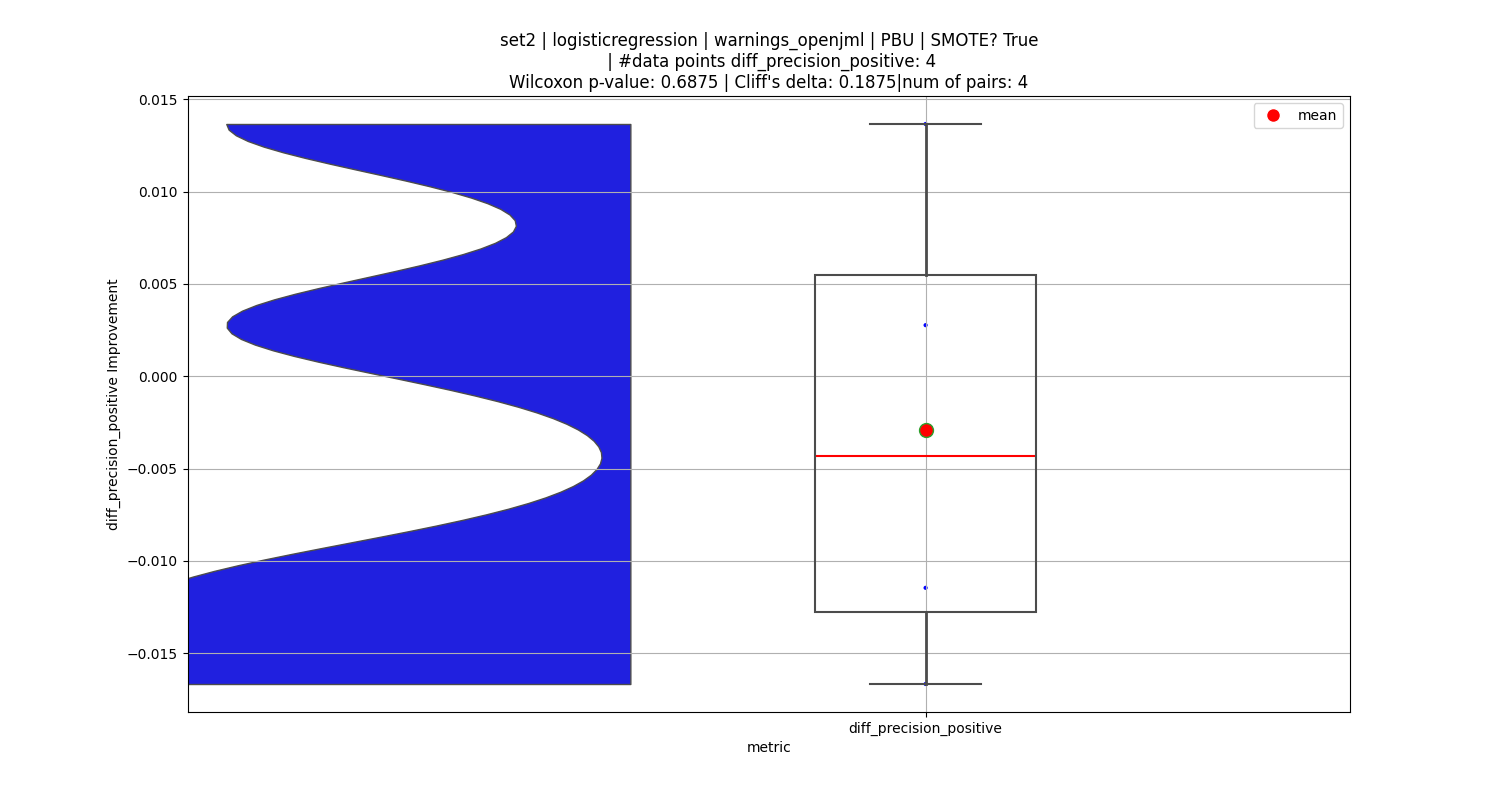 set2 | logisticregression | warnings_openjml | PBU | SMOTE? True
| #data points diff_precision_positive: 4
Wilcoxon p-value: 0.6875 | Cliff's delta: 0.1875|num of pairs: 4
mean
0.015
0.010
0.005
0.000
−0.005
−0.010
−0.015
diff_precision_positive Improvement
diff_precision_positive
metric